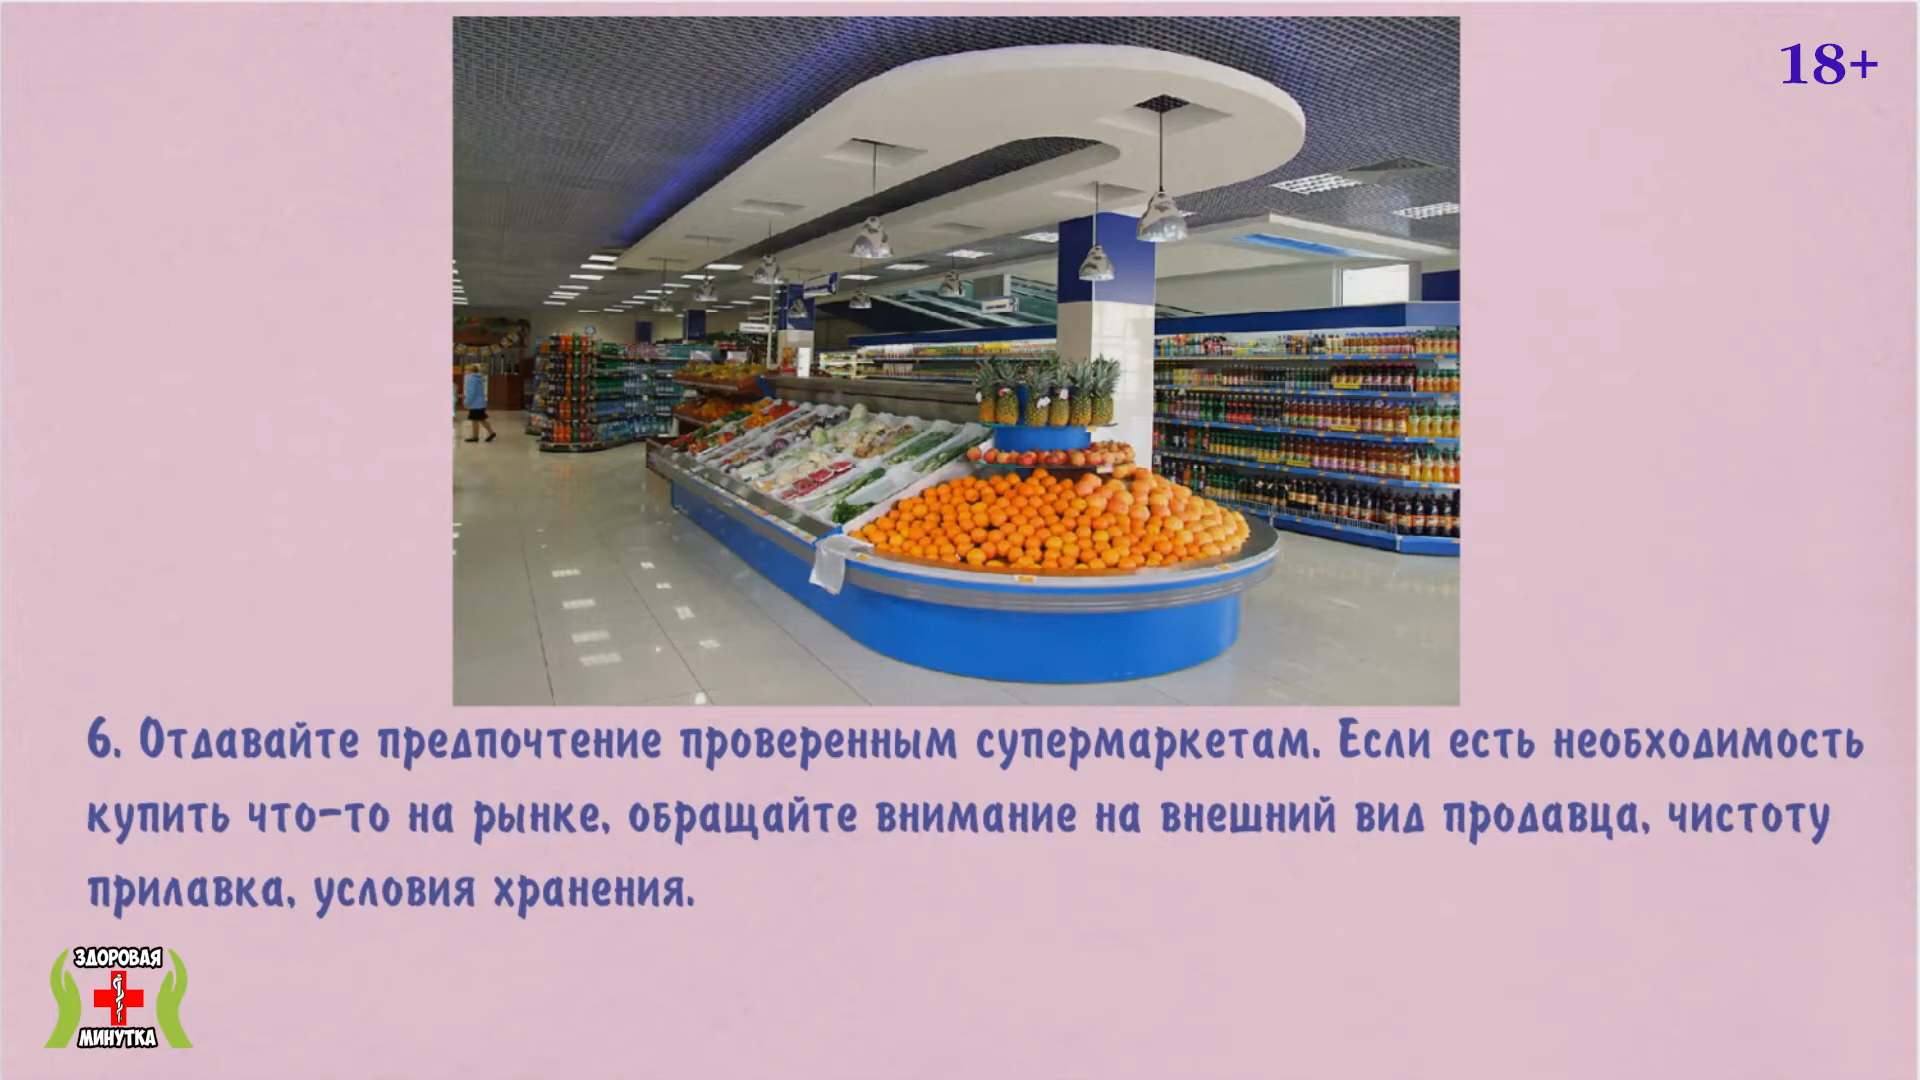 18+
6. Отдавайте предпочтение проверенным супермаркетам. Если есть необходимость
купить что-то на рынке, обращайте внимание на внешний вид продавца, чистоту
прилавка, условия хранения.
ЗДОРОВАЯ
МИНУТКА